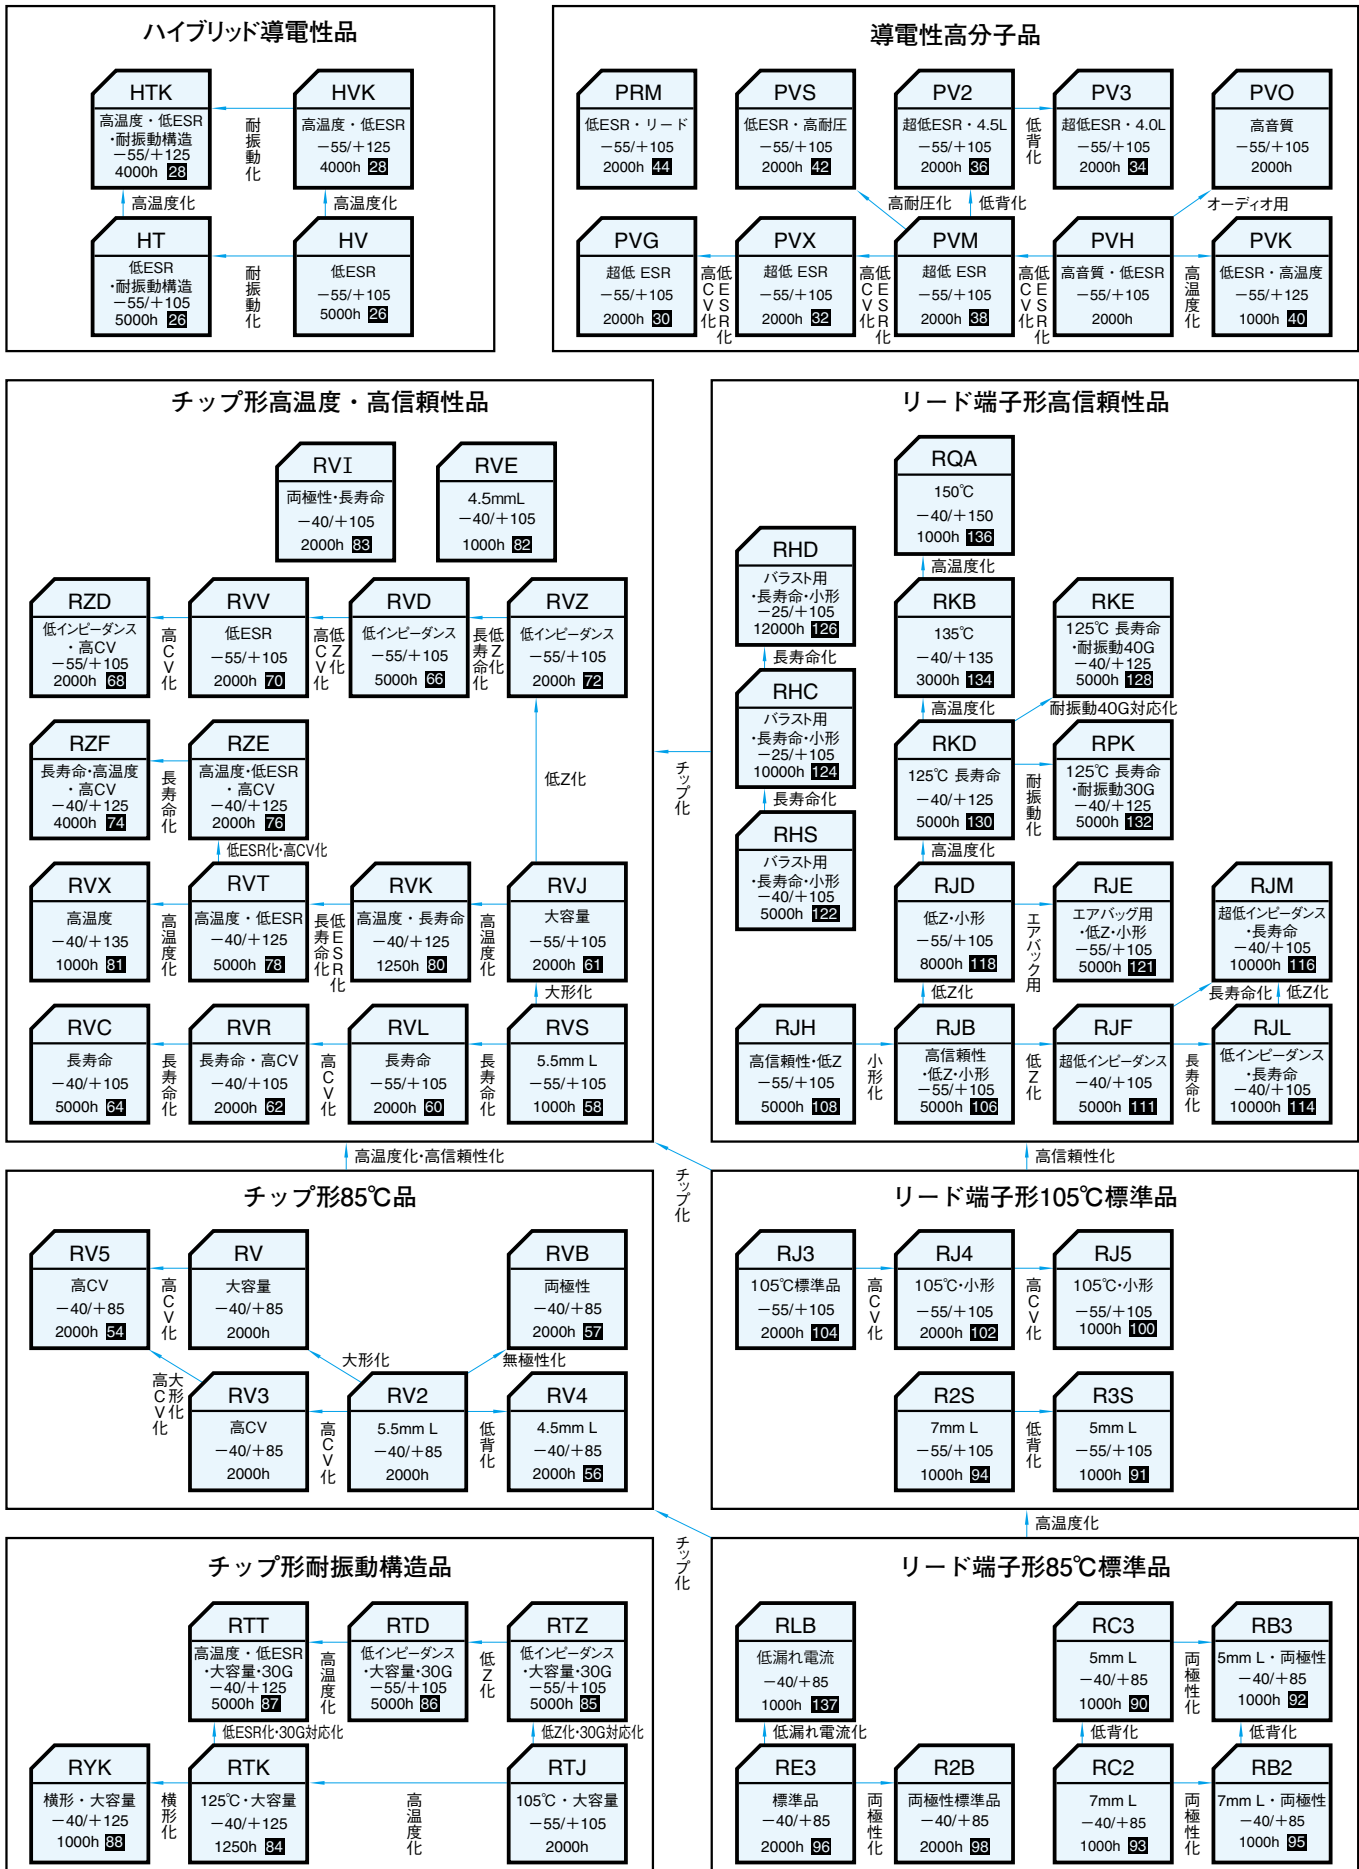 ハイブリッド導電性品
HTK
高温度・低ESR
・耐振動構造
−55/+125
4000h 28
耐振動化
HVK
高温度・低ESR
−55/+125
4000h 28
高温度化
高温度化
HT
低ESR
・耐振動構造
−55/+105
5000h 26
耐振動化
HV
低ESR
−55/+105
5000h 26
導電性高分子品
PRM
低ESR・リード
−55/+105
2000h 44
PVS
低ESR・高耐圧
−55/+105
2000h 42
PV2
超低ESR・4.5L
−55/+105
2000h 36
低背化
PV3
超低ESR・4.0L
−55/+105
2000h 34
PVO
高音質
−55/+105
2000h
高耐圧化
低背化
オーディオ用
PVG
超低 ESR
−55/+105
2000h 30
低ESR化
高CV化
PVX
超低 ESR
−55/+105
2000h 32
低ESR化
高CV化
PVM
超低 ESR
−55/+105
2000h 38
低ESR化
高CV化
PVH
高音質・低ESR
−55/+105
2000h
高温度化
PVK
低ESR・高温度
−55/+125
1000h 40
チップ形高温度・高信頼性品
RVI
両極性・長寿命
−40/+105
2000h 83
RVE
4.5mmL
−40/+105
1000h 82
RZD
低インピーダンス
・高CV
−55/+105
2000h 68
高CV化
RVV
低ESR
−55/+105
2000h 70
低Z化
高CV化
RVD
低インピーダンス
−55/+105
5000h 66
低Z化
長寿命化
RVZ
低インピーダンス
−55/+105
2000h 72
RZF
長寿命・高温度
・高CV
−40/+125
4000h 74
長寿命化
RZE
高温度・低ESR
・高CV
−40/+125
2000h 76
低Z化
低ESR化・高CV化
RVX
高温度
−40/+135
1000h 81
高温度化
RVT
高温度・低ESR
−40/+125
5000h 78
低ESR化
長寿命化
RVK
高温度・長寿命
−40/+125
1250h 80
高温度化
RVJ
大容量
−55/+105
2000h 61
大形化
RVC
長寿命
−40/+105
5000h 64
長寿命化
RVR
長寿命・高CV
−40/+105
2000h 62
高CV化
RVL
長寿命
−55/+105
2000h 60
長寿命化
RVS
5.5mm L
−55/+105
1000h 58
チップ化
リード端子形高信頼性品
RQA
150℃
−40/+150
1000h 136
高温度化
RHD
バラスト用
・長寿命・小形
−25/+105
12000h 126
RKB
135℃
−40/+135
3000h 134
RKE
125℃ 長寿命
・耐振動40G
−40/+125
5000h 128
長寿命化
高温度化
耐振動40G対応化
RHC
バラスト用
・長寿命・小形
−25/+105
10000h 124
RKD
125℃ 長寿命
−40/+125
5000h 130
耐振動化
RPK
125℃ 長寿命
・耐振動30G
−40/+125
5000h 132
長寿命化
高温度化
RHS
バラスト用
・長寿命・小形
−40/+105
5000h 122
RJD
低Z・小形
−55/+105
8000h 118
エアバック用
RJE
エアバッグ用
・低Z・小形
−55/+105
5000h 121
RJM
超低インピーダンス
・長寿命
−40/+105
10000h 116
低Z化
長寿命化
低Z化
RJH
高信頼性・低Z
−55/+105
5000h 108
小形化
RJB
高信頼性
・低Z・小形
−55/+105
5000h 106
低Z化
RJF
超低インピーダンス
−40/+105
5000h 111
長寿命化
RJL
低インピーダンス
・長寿命
−40/+105
10000h 114
高温度化・高信頼性化
チップ化
高信頼性化
チップ形85℃品
RV5
高CV
−40/+85
2000h 54
高CV化
RV
大容量
−40/+85
2000h
RVB
両極性
−40/+85
2000h 57
大形化
高CV化
大形化
無極性化
RV3
高CV
−40/+85
2000h
高CV化
RV2
5.5mm L
−40/+85
2000h
低背化
RV4
4.5mm L
−40/+85
2000h 56
リード端子形105℃標準品
RJ3
105℃標準品
−55/+105
2000h 104
高CV化
RJ4
105℃・小形
−55/+105
2000h 102
高CV化
RJ5
105℃・小形
−55/+105
1000h 100
R2S
7mm L
−55/+105
1000h 94
低背化
R3S
5mm L
−55/+105
1000h 91
チップ化
高温度化
チップ形耐振動構造品
RTT
高温度・低ESR
・大容量・30G
−40/+125
5000h 87
高温度化
RTD
低インピーダンス
・大容量・30G
−55/+105
5000h 86
低Z化
RTZ
低インピーダンス
・大容量・30G
−55/+105
5000h 85
低ESR化・30G対応化
低Z化・30G対応化
RYK
横形・大容量
−40/+125
1000h 88
横形化
RTK
125℃・大容量
−40/+125
1250h 84
高温度化
RTJ
105℃・大容量
−55/+105
2000h
リード端子形85℃標準品
RLB
低漏れ電流
−40/+85
1000h 137
RC3
5mm L
−40/+85
1000h 90
両極性化
RB3
5mm L・両極性
−40/+85
1000h 92
低漏れ電流化
低背化
低背化
RE3
標準品
−40/+85
2000h 96
両極性化
R2B
両極性標準品
−40/+85
2000h 98
RC2
7mm L
−40/+85
1000h 93
両極性化
RB2
7mm L・両極性
−40/+85
1000h 95